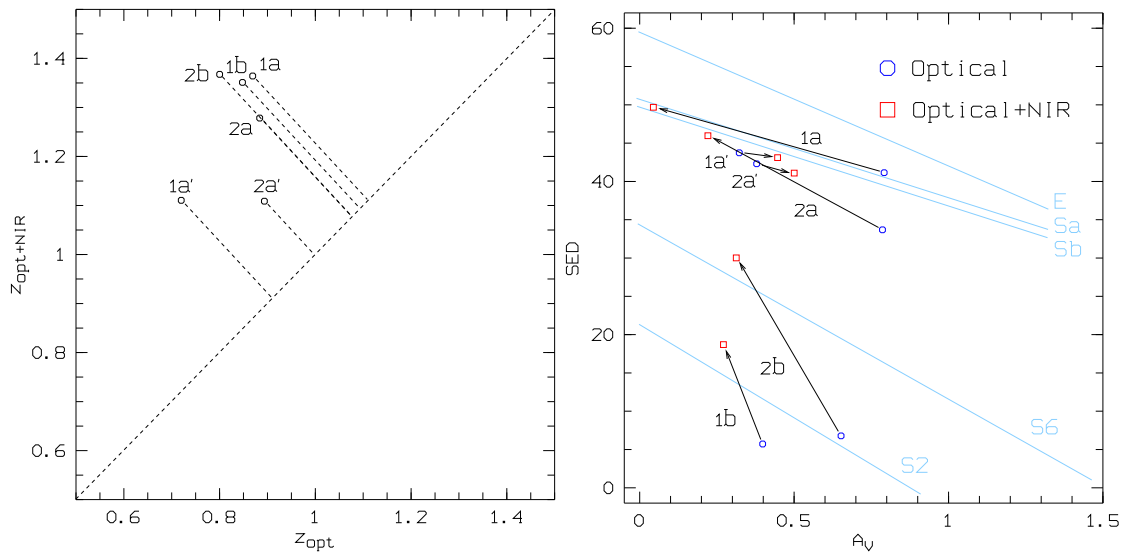 1.4
1.2
1
0.8
0.6
0.6
0.8
1
1.2
1.4
z_opt+NIR
z_opt
2b
1b
1a
2a
1a'
2a'
60
40
20
0
0
0.5
1
1.5
SED
A_V
Optical
Optical+NIR
1a
1a'
2a'
2a
2b
1b
E
Sa
Sb
S6
S2